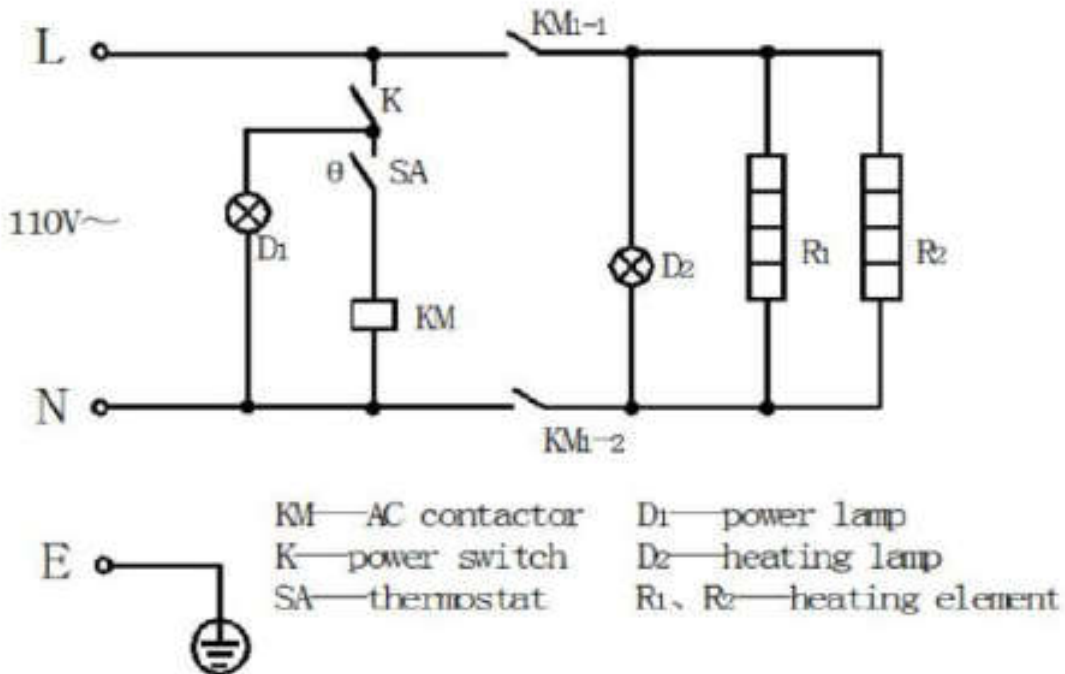 KM1-1
L
K
θ SA
110V～
D1
D2
R1
R2
KM
N
KM1-2
KM—AC contactor D1—power lamp
E K—power switch D2—heating lamp
SA—thermostat R1、R2—heating element